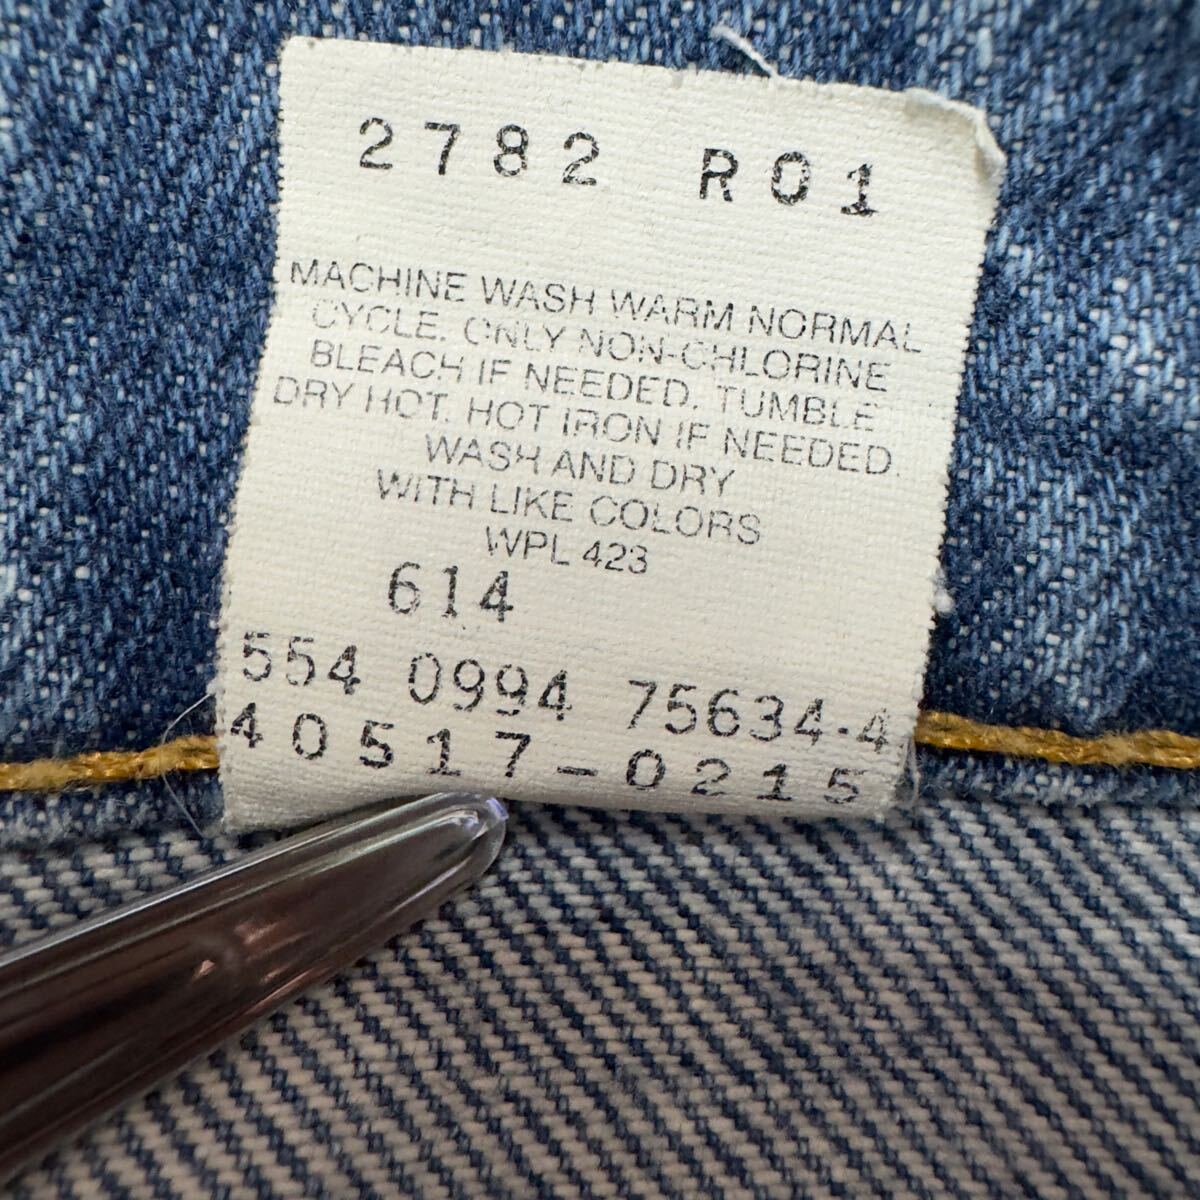 2782 R01
MACHINE WASH WARM NORMAL
CYCLE. ONLY NON-CHLORINE
BLEACH IF NEEDED. TUMBLE
DRY HOT. HOT IRON IF NEEDED.
WASH AND DRY
WITH LIKE COLORS
WPL 423
614
554 0994 75634-4
40517-0215